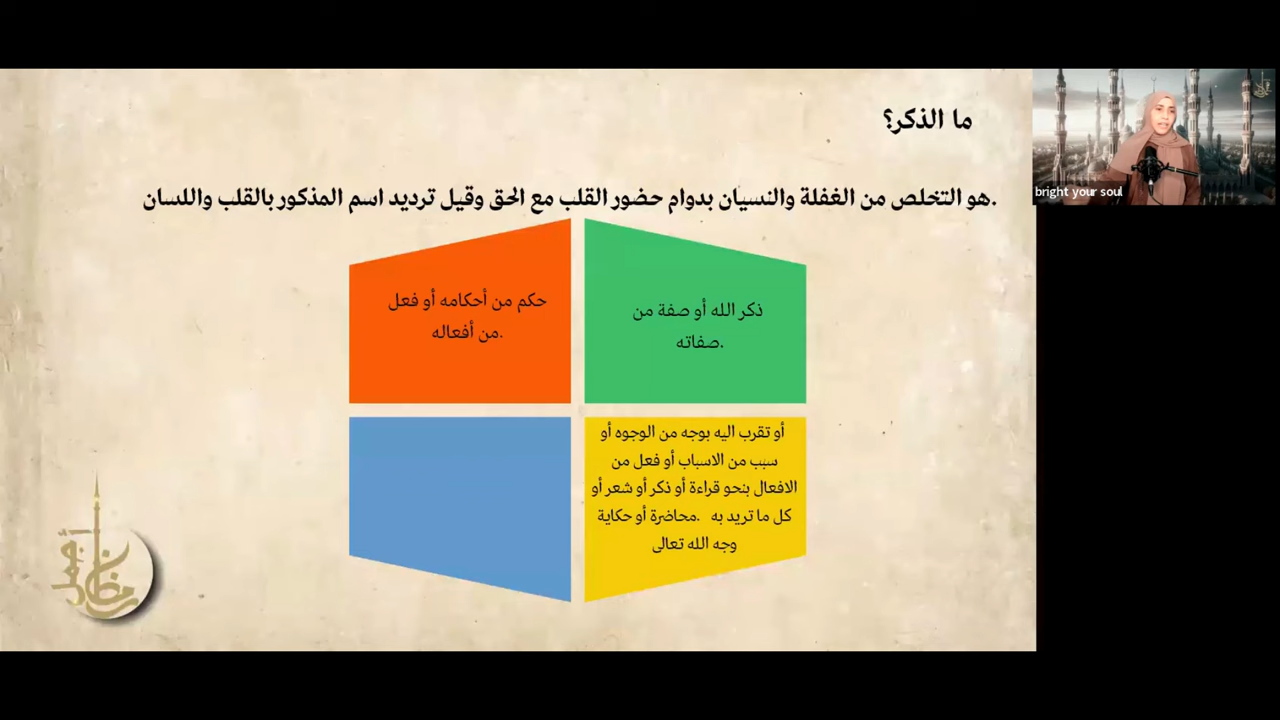 ما الذكر؟
هو التخلص من الغفلة والنسيان بدوام حضور القلب مع الحق وقيل ترديد اسم المذكور بالقلب واللسان.
ذكر الله أو صفة من
صفاته.
حكم من أحكامه أو فعل
من أفعاله.
أو تقرب اليه بوجه من الوجوه أو
سبب من الاسباب أو فعل من
الافعال بنحو قراءة أو ذكر أو شعر أو
محاضرة أو حكاية. كل ما تريد به
وجه الله تعالى
bright your soul
رمضان أجمل